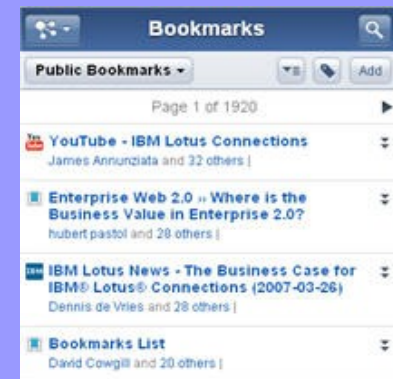 Bookmarks
Public Bookmarks
Add
Page 1 of 1920
You Tube
YouTube - IBM Lotus Connections
James Annunziata and 32 others |
Enterprise Web 2.0 » Where is the
Business Value in Enterprise 2.0?
hubert pastol and 28 others |
IBM
IBM Lotus News - The Business Case for
IBM® Lotus® Connections (2007-03-26)
Dennis de Vries and 28 others |
Bookmarks List
David Cowgill and 20 others |